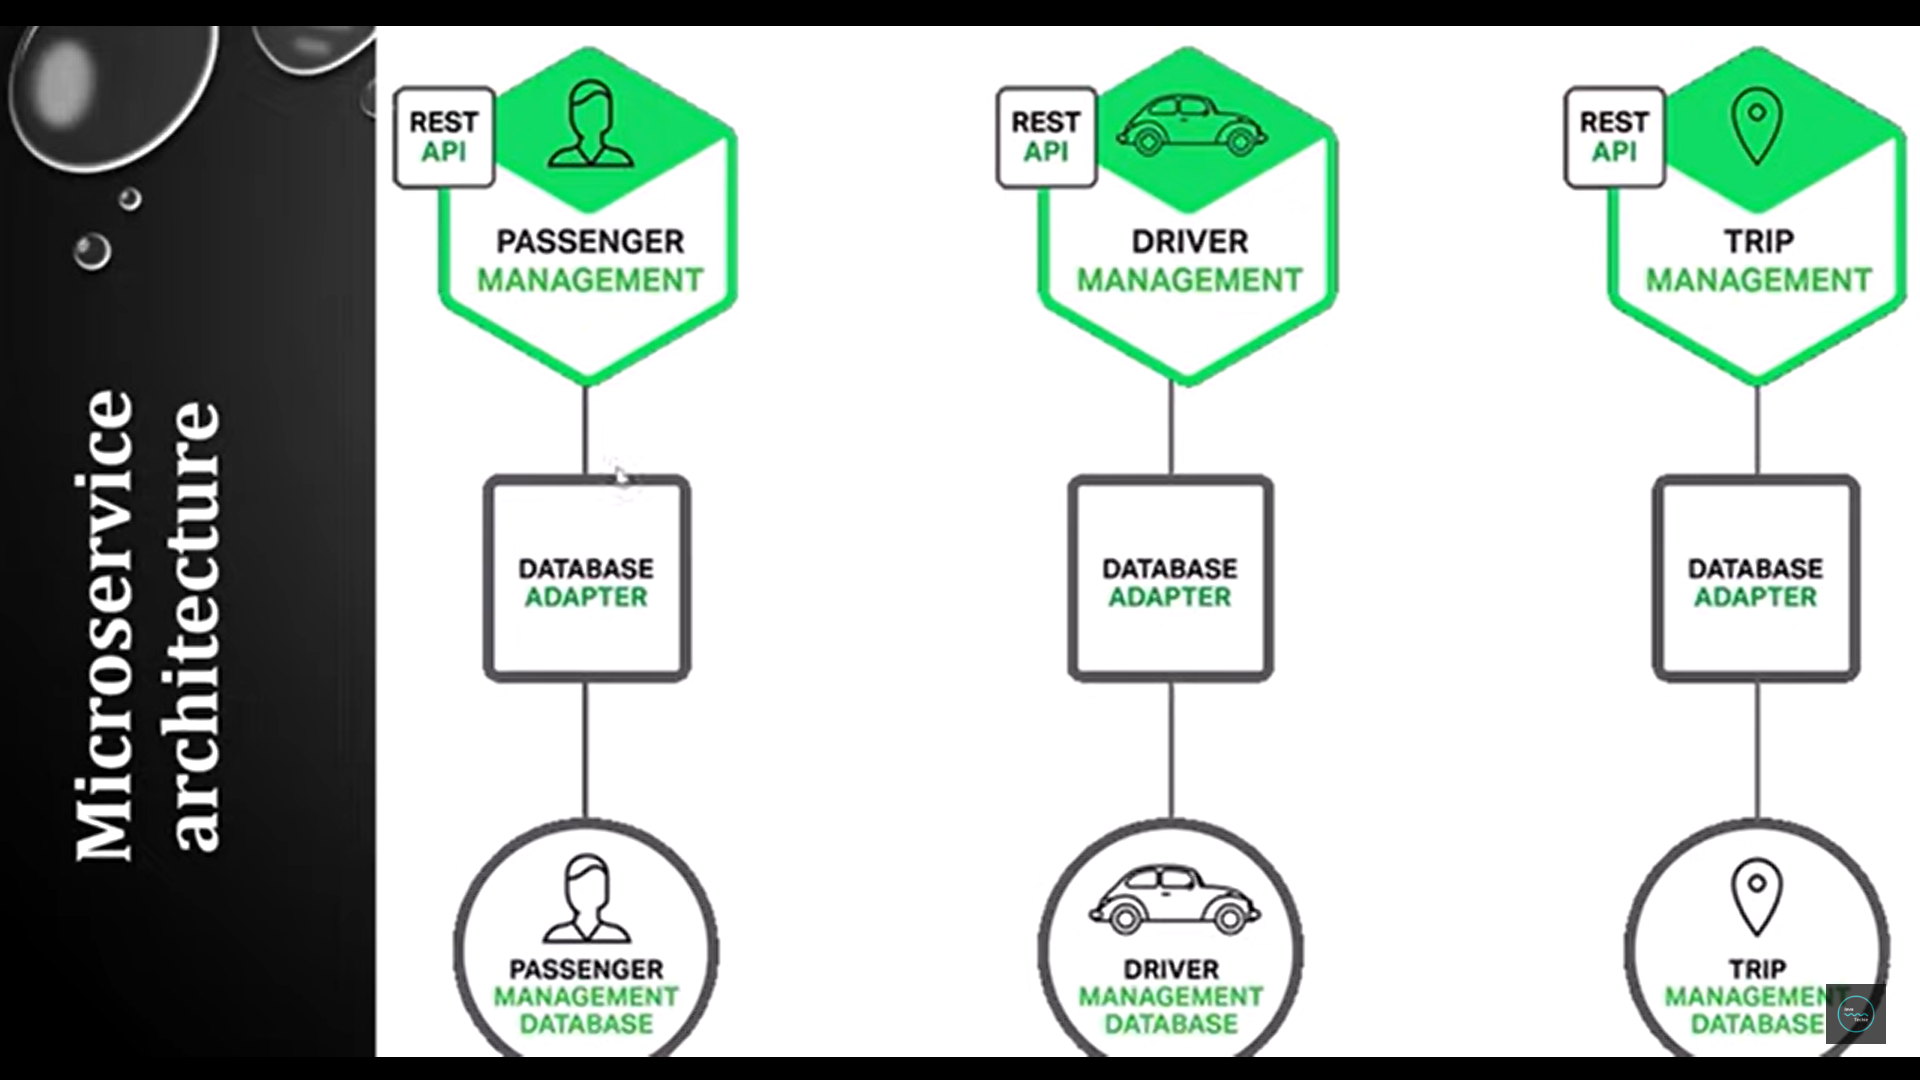 Microservice
architecture
REST
API
PASSENGER
MANAGEMENT
DATABASE
ADAPTER
PASSENGER
MANAGEMENT
DATABASE
REST
API
DRIVER
MANAGEMENT
DATABASE
ADAPTER
DRIVER
MANAGEMENT
DATABASE
REST
API
TRIP
MANAGEMENT
DATABASE
ADAPTER
TRIP
MANAGEMENT
DATABASE